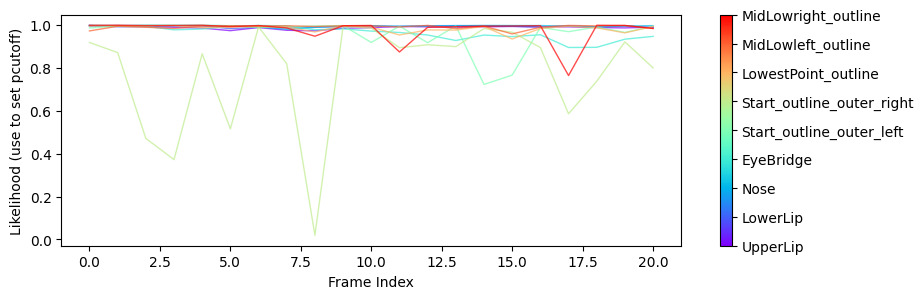 Likelihood (use to set pcutoff)
1.0
0.8
0.6
0.4
0.2
0.0
0.0
2.5
5.0
7.5
10.0
12.5
15.0
17.5
20.0
Frame Index
MidLowright_outline
MidLowleft_outline
LowestPoint_outline
Start_outline_outer_right
Start_outline_outer_left
EyeBridge
Nose
LowerLip
UpperLip